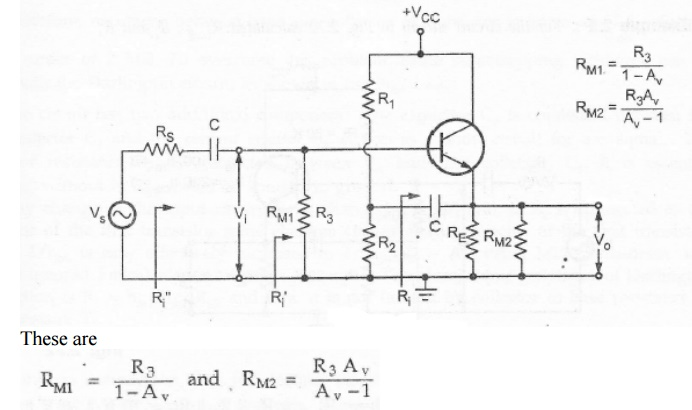 +VCC
RM1 = R3 / 1 - Av
RM2 = R3Av / Av - 1
R1
RS
C
Vs
Vi
RM1
R3
R2
C
RE
RM2
Vo
Ri"
Ri'
Ri
These are
RM1 = R3 / 1 - Av and RM2 = R3 Av / Av - 1